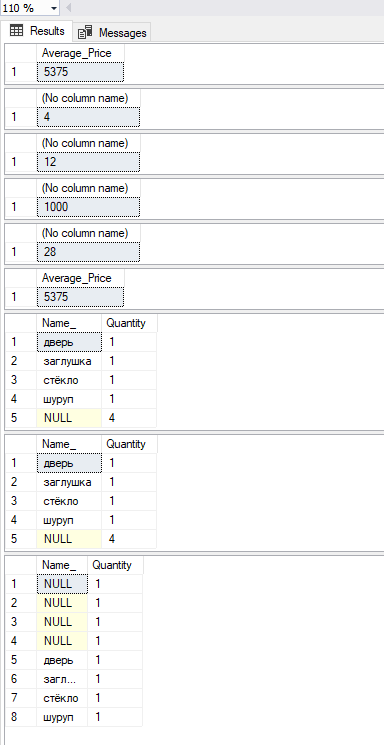 110 %
Results Messages
Average_Price
1 5375
(No column name)
1 4
(No column name)
1 12
(No column name)
1 1000
(No column name)
1 28
Average_Price
1 5375
Name_ Quantity
1 дверь 1
2 заглушка 1
3 стёкло 1
4 шуруп 1
5 NULL 4
Name_ Quantity
1 дверь 1
2 заглушка 1
3 стёкло 1
4 шуруп 1
5 NULL 4
Name_ Quantity
1 NULL 1
2 NULL 1
3 NULL 1
4 NULL 1
5 дверь 1
6 загл... 1
7 стёкло 1
8 шуруп 1